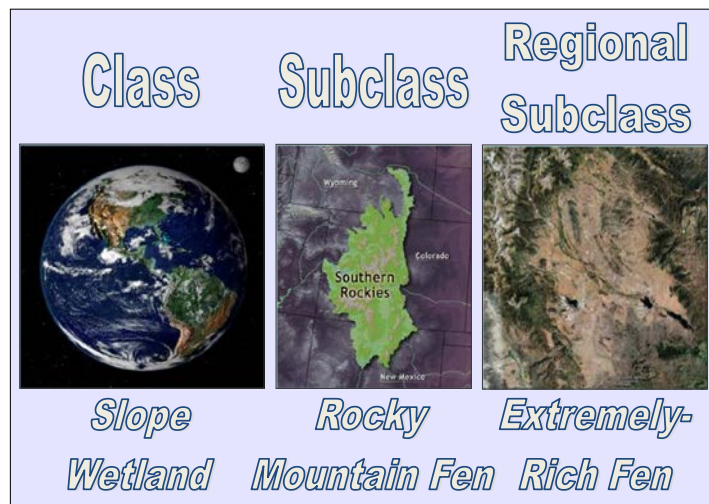 Class
Subclass
Regional
Subclass
Wyoming
Colorado
Southern
Rockies
New Mexico
Slope
Wetland
Rocky
Mountain Fen
Extremely-
Rich Fen